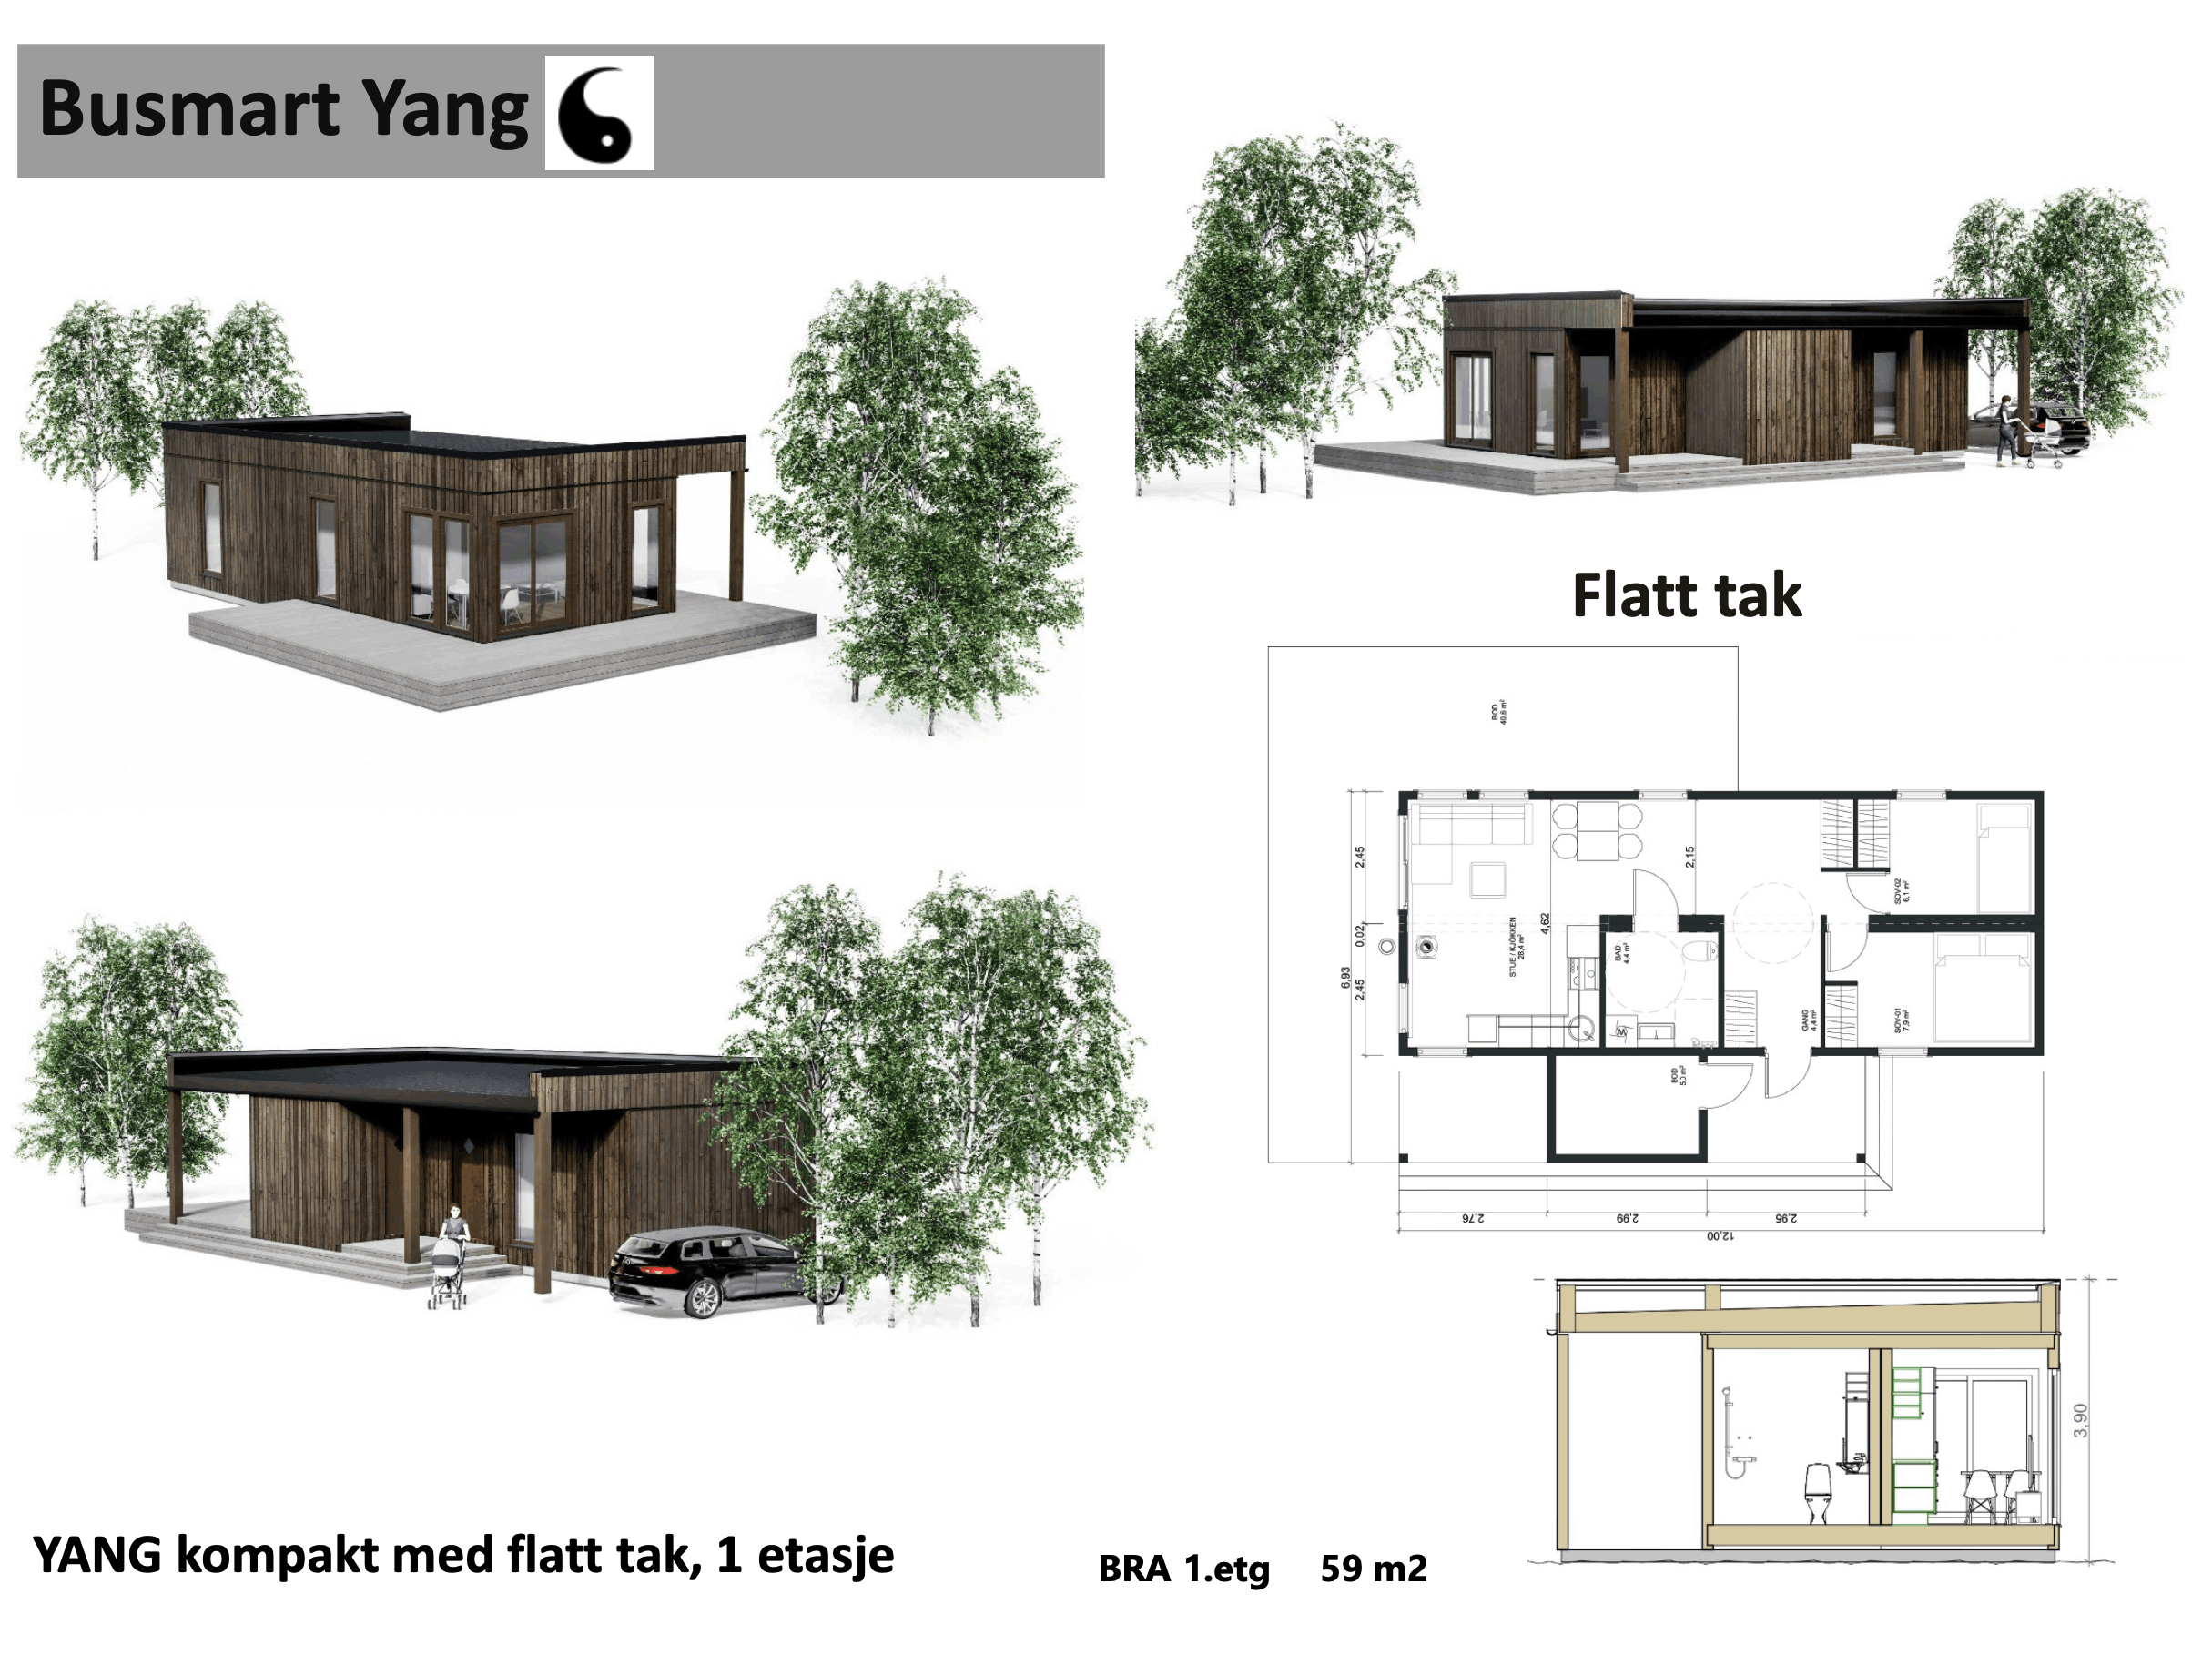 Busmart Yang
Flatt tak
BOD
40,6 m²
2,45
0,02
2,45
6,93
4,62
2,15
STUE / KJØKKEN
28,4 m²
BAD
4,4 m²
SOV-02
6,1 m²
SOV-01
7,9 m²
GANG
4,4 m²
BOD
2,76
2,99
2,95
12,00
3,90
YANG kompakt med flatt tak, 1 etasje
BRA 1.etg 59 m2